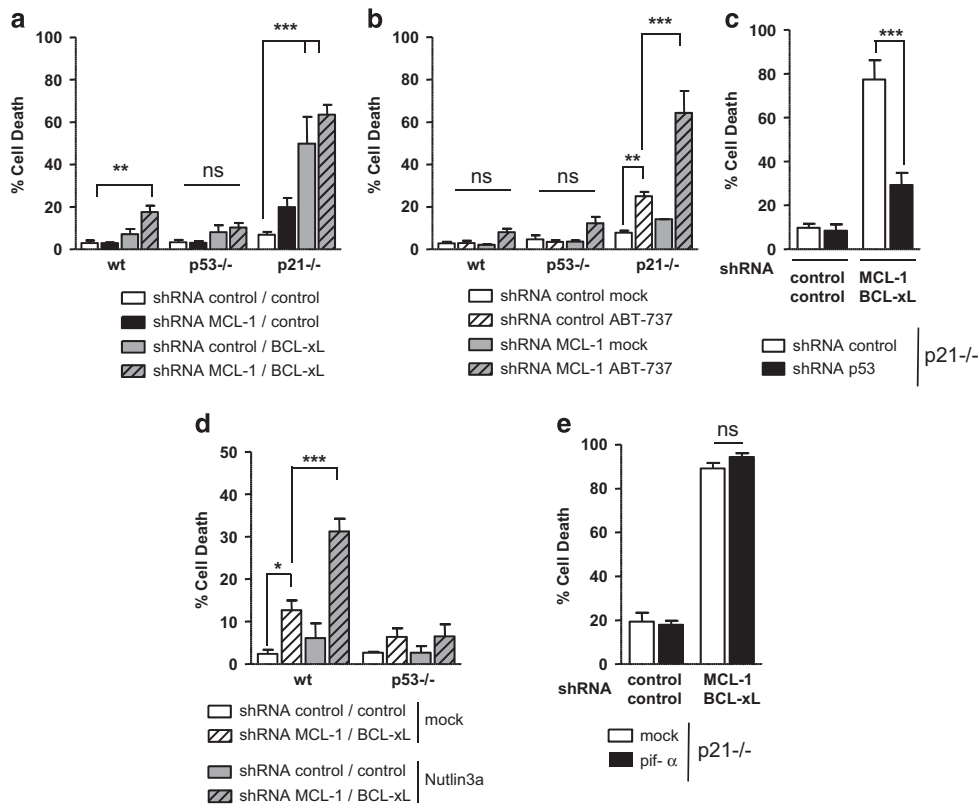 a
% Cell Death
100
80
60
40
20
0
**
ns
***
wt
p53-/-
p21-/-
shRNA control / control
shRNA MCL-1 / control
shRNA control / BCL-xL
shRNA MCL-1 / BCL-xL
b
% Cell Death
100
80
60
40
20
0
ns
ns
**
***
wt
p53-/-
p21-/-
shRNA control mock
shRNA control ABT-737
shRNA MCL-1 mock
shRNA MCL-1 ABT-737
c
% Cell Death
100
80
60
40
20
0
***
shRNA
control
control
MCL-1
BCL-xL
shRNA control
shRNA p53
p21-/-
d
% Cell Death
50
40
30
20
10
0
*
***
wt
p53-/-
shRNA control / control
shRNA MCL-1 / BCL-xL
mock
shRNA control / control
shRNA MCL-1 / BCL-xL
Nutlin3a
e
% Cell Death
100
80
60
40
20
0
ns
shRNA
control
control
MCL-1
BCL-xL
mock
pif- α
p21-/-